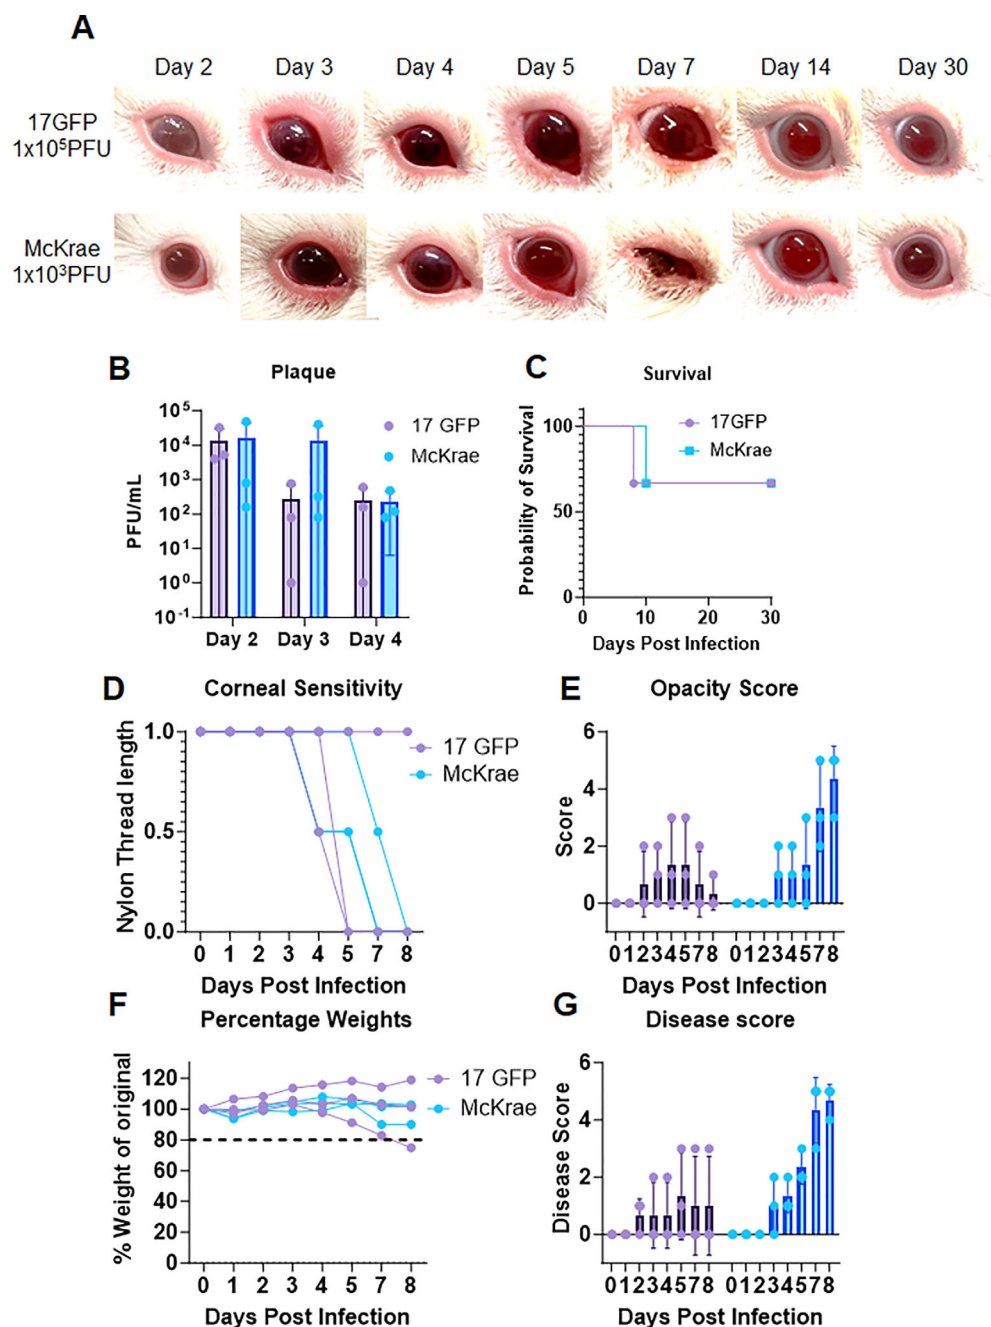 A
Day 2 Day 3 Day 4 Day 5 Day 7 Day 14 Day 30
17GFP
1x10⁵PFU
McKrae
1x10³PFU
B
Plaque
PFU/mL
10⁵
10⁴
10³
10²
10¹
10⁰
10⁻¹
17 GFP
McKrae
Day 2 Day 3 Day 4
C
Survival
Probability of Survival
100
50
0
17GFP
McKrae
0 10 20 30
Days Post Infection
D
Corneal Sensitivity
Nylon Thread length
1.0
0.5
0.0
17 GFP
McKrae
0 1 2 3 4 5 7 8
Days Post Infection
E
Opacity Score
Score
6
4
2
0
0123457801234578
Days Post Infection
F
Percentage Weights
% Weight of original
120
100
80
60
40
20
0
17 GFP
McKrae
0 1 2 3 4 5 7 8
Days Post Infection
G
Disease score
Disease Score
6
4
2
0
0123457801234578
Days Post Infection